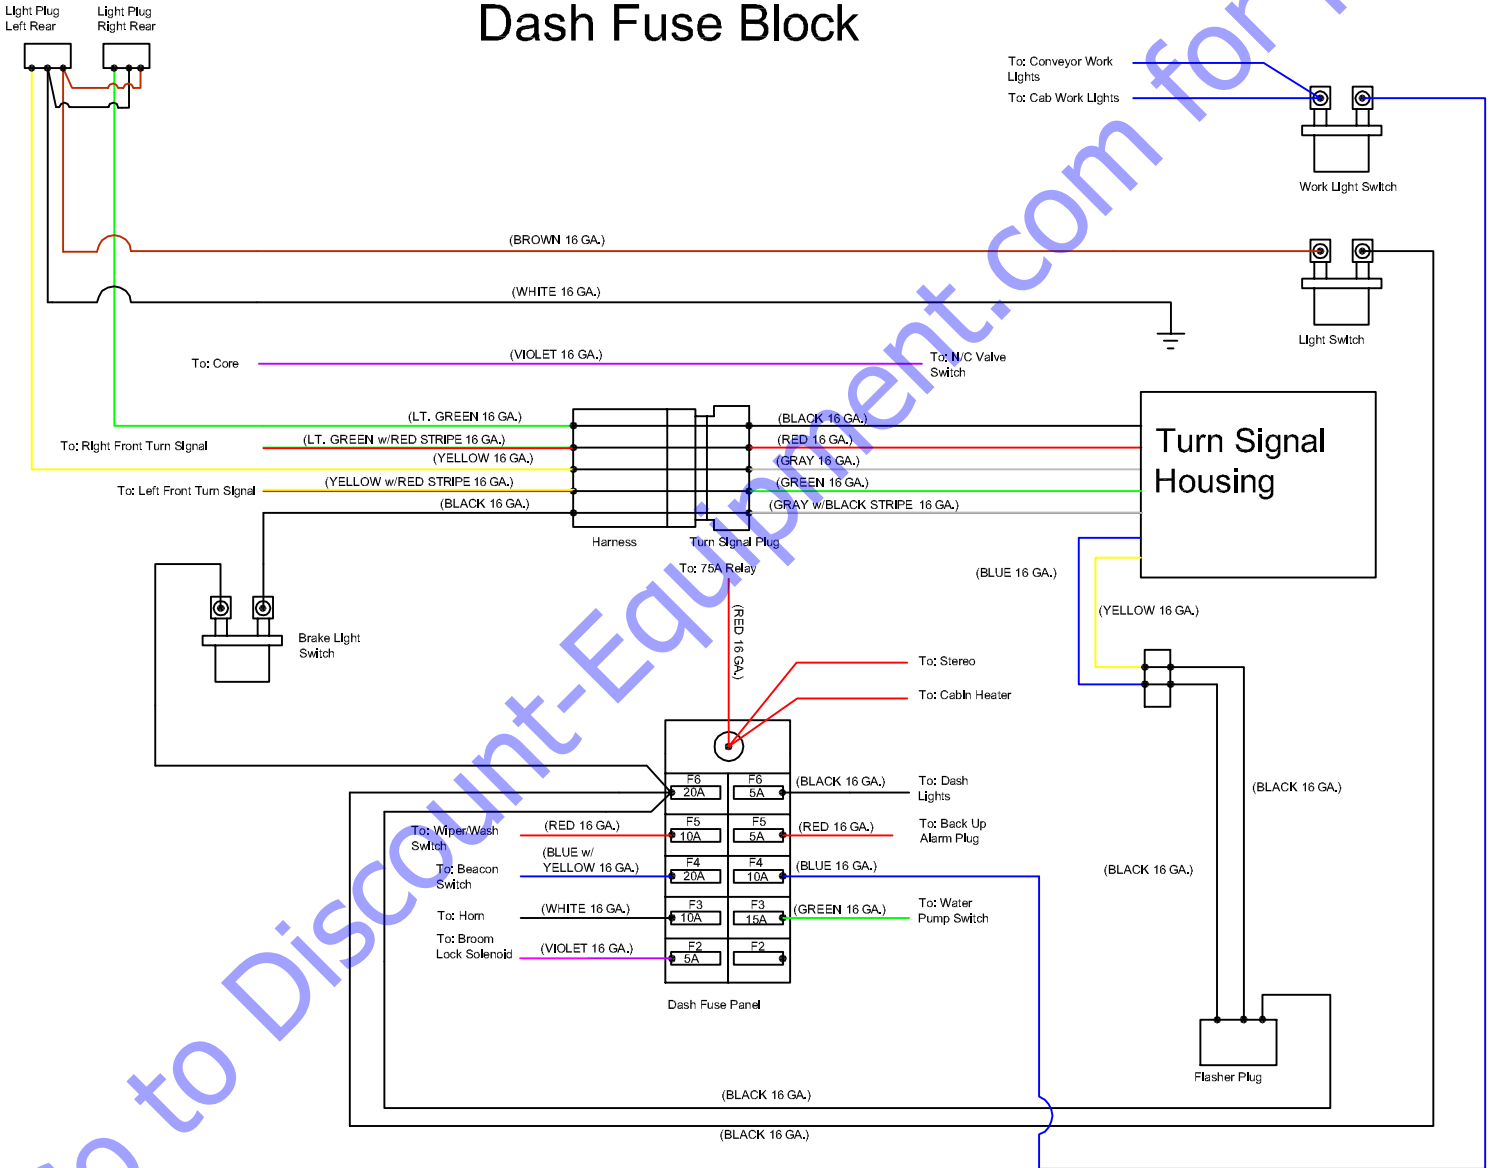 Dash Fuse Block
Light Plug
Left Rear
Light Plug
Right Rear
To: Conveyor Work
Lights
To: Cab Work Lights
Work Light Switch
(BROWN 16 GA.)
(WHITE 16 GA.)
Light Switch
To: Core
(VIOLET 16 GA.)
To: N/C Valve
Switch
(LT. GREEN 16 GA.)
(BLACK 16 GA.)
To: Right Front Turn Signal
(LT. GREEN w/RED STRIPE 16 GA.)
(RED 16 GA.)
(YELLOW 16 GA.)
(GRAY 16 GA.)
To: Left Front Turn Signal
(YELLOW w/RED STRIPE 16 GA.)
(GREEN 16 GA.)
(BLACK 16 GA.)
(GRAY w/BLACK STRIPE 16 GA.)
Turn Signal
Housing
Harness
Turn Signal Plug
To: 75A Relay
(RED 16 GA.)
(BLUE 16 GA.)
(YELLOW 16 GA.)
Brake Light
Switch
To: Stereo
To: Cabin Heater
F6
20A
F6
5A
(BLACK 16 GA.)
To: Dash
Lights
(BLACK 16 GA.)
To: Wiper/Wash
Switch
(RED 16 GA.)
F5
10A
F5
5A
(RED 16 GA.)
To: Back Up
Alarm Plug
To: Beacon
Switch
(BLUE w/
YELLOW 16 GA.)
F4
20A
F4
10A
(BLUE 16 GA.)
(BLACK 16 GA.)
To: Horn
(WHITE 16 GA.)
F3
10A
F3
15A
(GREEN 16 GA.)
To: Water
Pump Switch
To: Broom
Lock Solenoid
(VIOLET 16 GA.)
F2
5A
F2
Dash Fuse Panel
Flasher Plug
(BLACK 16 GA.)
(BLACK 16 GA.)
to Discount-Equipment.com for